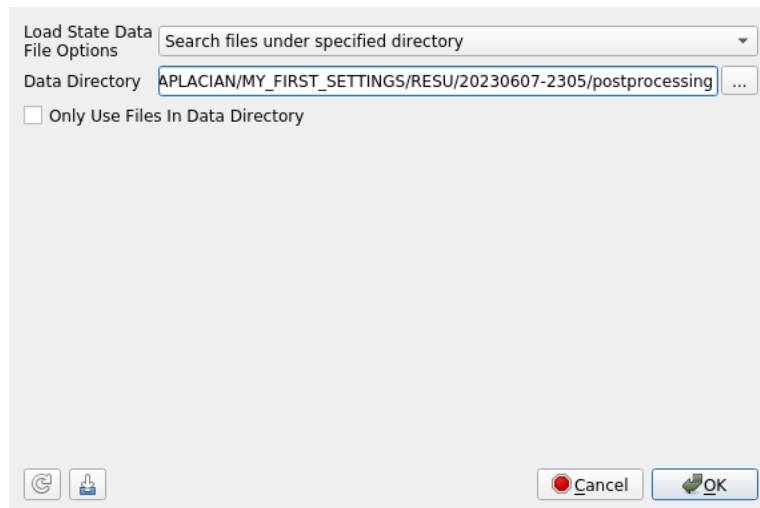 Load State Data
File Options
Search files under specified directory
Data Directory
APLACIAN/MY_FIRST_SETTINGS/RESU/20230607-2305/postprocessing
...
Only Use Files In Data Directory
Cancel
OK